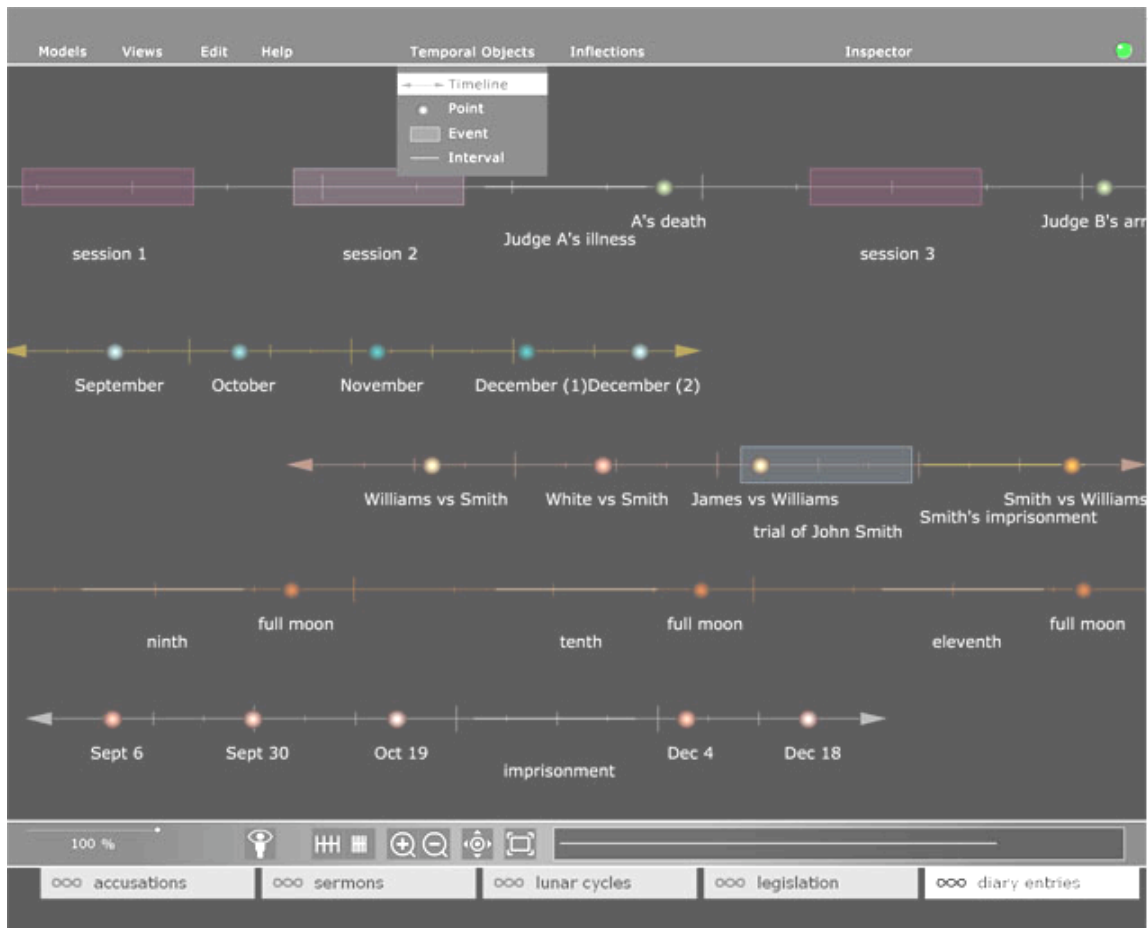 Models Views Edit Help Temporal Objects Inflections Inspector
Timeline
Point
Event
Interval
A's death Judge B's arr
Judge A's illness
session 1 session 2 session 3
September October November December (1)December (2)
Williams vs Smith White vs Smith James vs Williams Smith vs Williams
Smith's imprisonment
trial of John Smith
full moon full moon full moon
ninth tenth eleventh
Sept 6 Sept 30 Oct 19 Dec 4 Dec 18
imprisonment
100 %
accusations sermons lunar cycles legislation diary entries